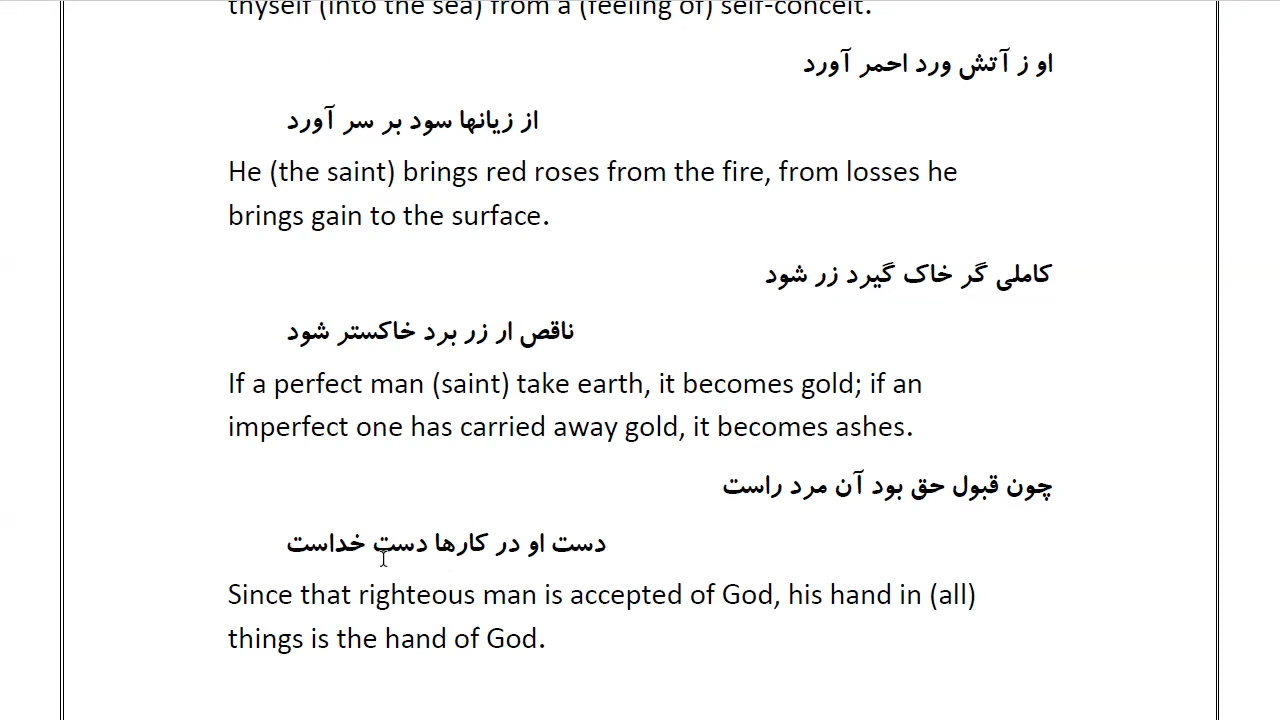 thyself (into the sea) from a (feeling of) self-conceit.
او ز آتش ورد احمر آورد
از زیانها سود بر سر آورد
He (the saint) brings red roses from the fire, from losses he
brings gain to the surface.
کاملی گر خاک گیرد زر شود
ناقص ار زر برد خاکستر شود
If a perfect man (saint) take earth, it becomes gold; if an
imperfect one has carried away gold, it becomes ashes.
چون قبول حق بود آن مرد راست
دست او در کارها دست خداست
Since that righteous man is accepted of God, his hand in (all)
things is the hand of God.